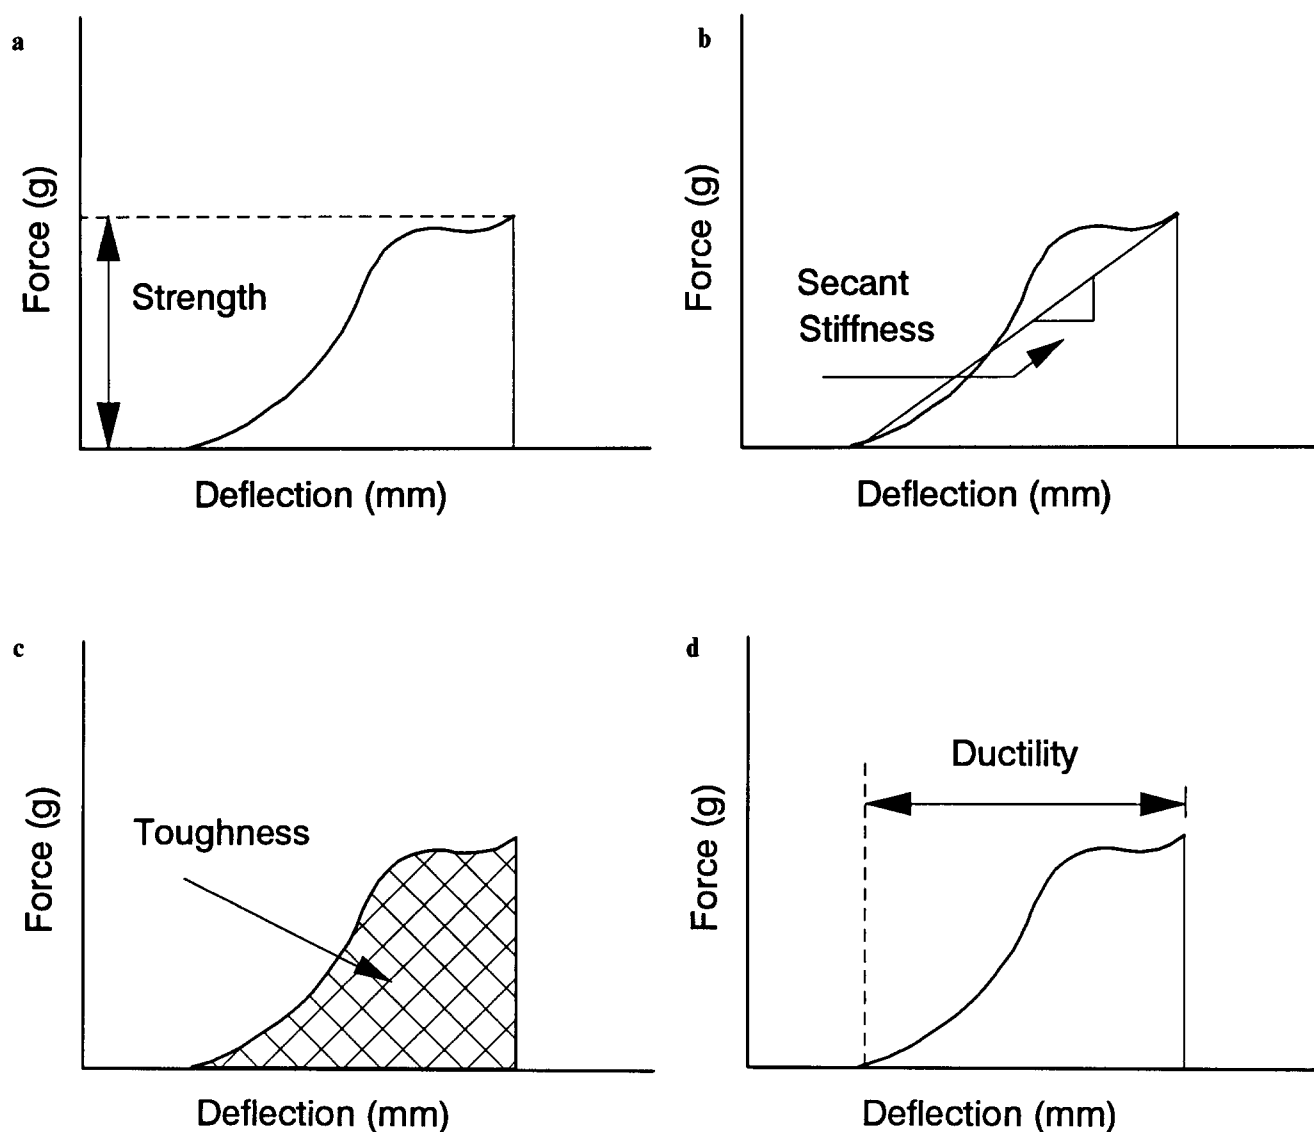 a
Force (g)
Strength
Deflection (mm)
b
Force (g)
Secant
Stiffness
Deflection (mm)
c
Force (g)
Toughness
Deflection (mm)
d
Force (g)
Ductility
Deflection (mm)